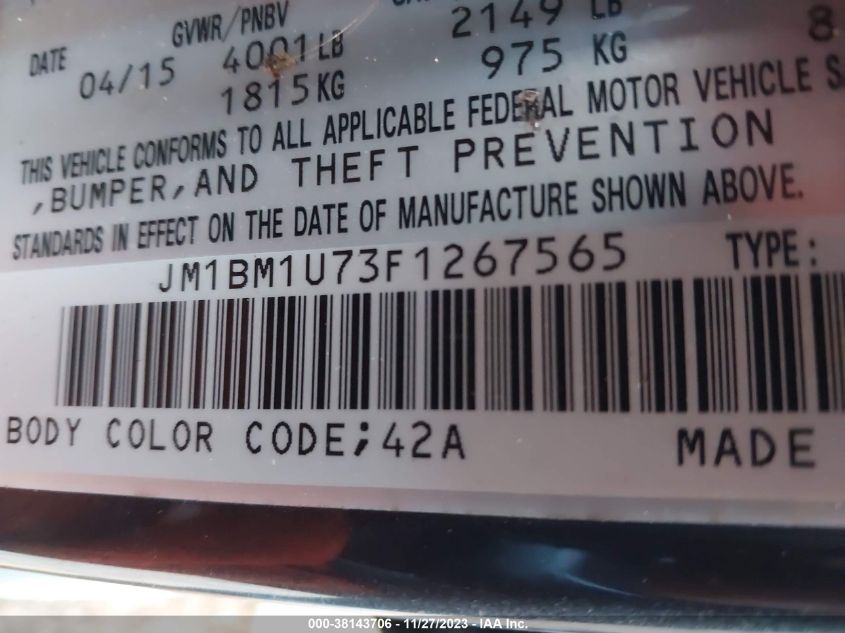 GVWR/PNBV
2149 LB
DATE 04/15 4001LB 975 KG 8
1815KG
THIS VEHICLE CONFORMS TO ALL APPLICABLE FEDERAL MOTOR VEHICLE
,BUMPER,AND THEFT PREVENTION
STANDARDS IN EFFECT ON THE DATE OF MANUFACTURE SHOWN ABOVE.
JM1BM1U73F1267565 TYPE:
BODY COLOR CODE;42A MADE
000-38143706 - 11/27/2023 - IAA Inc.